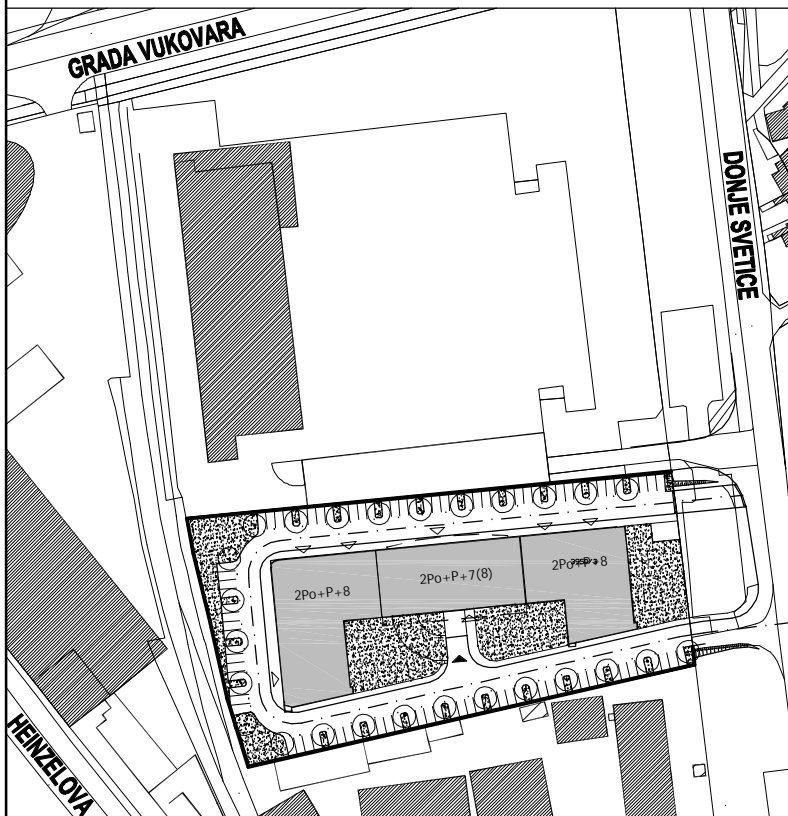 GRADA VUKOVARA
DONJE SVETICE
2Po+P+8
2Po+P+7(8)
HEINZELOVA